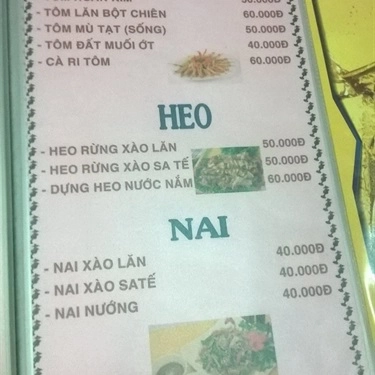 - TÔM LĂN BỘT CHIÊN 60.000Đ
- TÔM MÙ TẠT (SỐNG) 50.000Đ
- TÔM ĐẤT MUỐI ỚT 40.000Đ
- CÀ RI TÔM 60.000Đ
HEO
- HEO RỪNG XÀO LĂN 50.000Đ
- HEO RỪNG XÀO SA TẾ 50.000Đ
- DỰNG HEO NƯỚC NẮM 60.000Đ
NAI
- NAI XÀO LĂN 40.000Đ
- NAI XÀO SATẾ 40.000Đ
- NAI NƯỚNG 40.000Đ